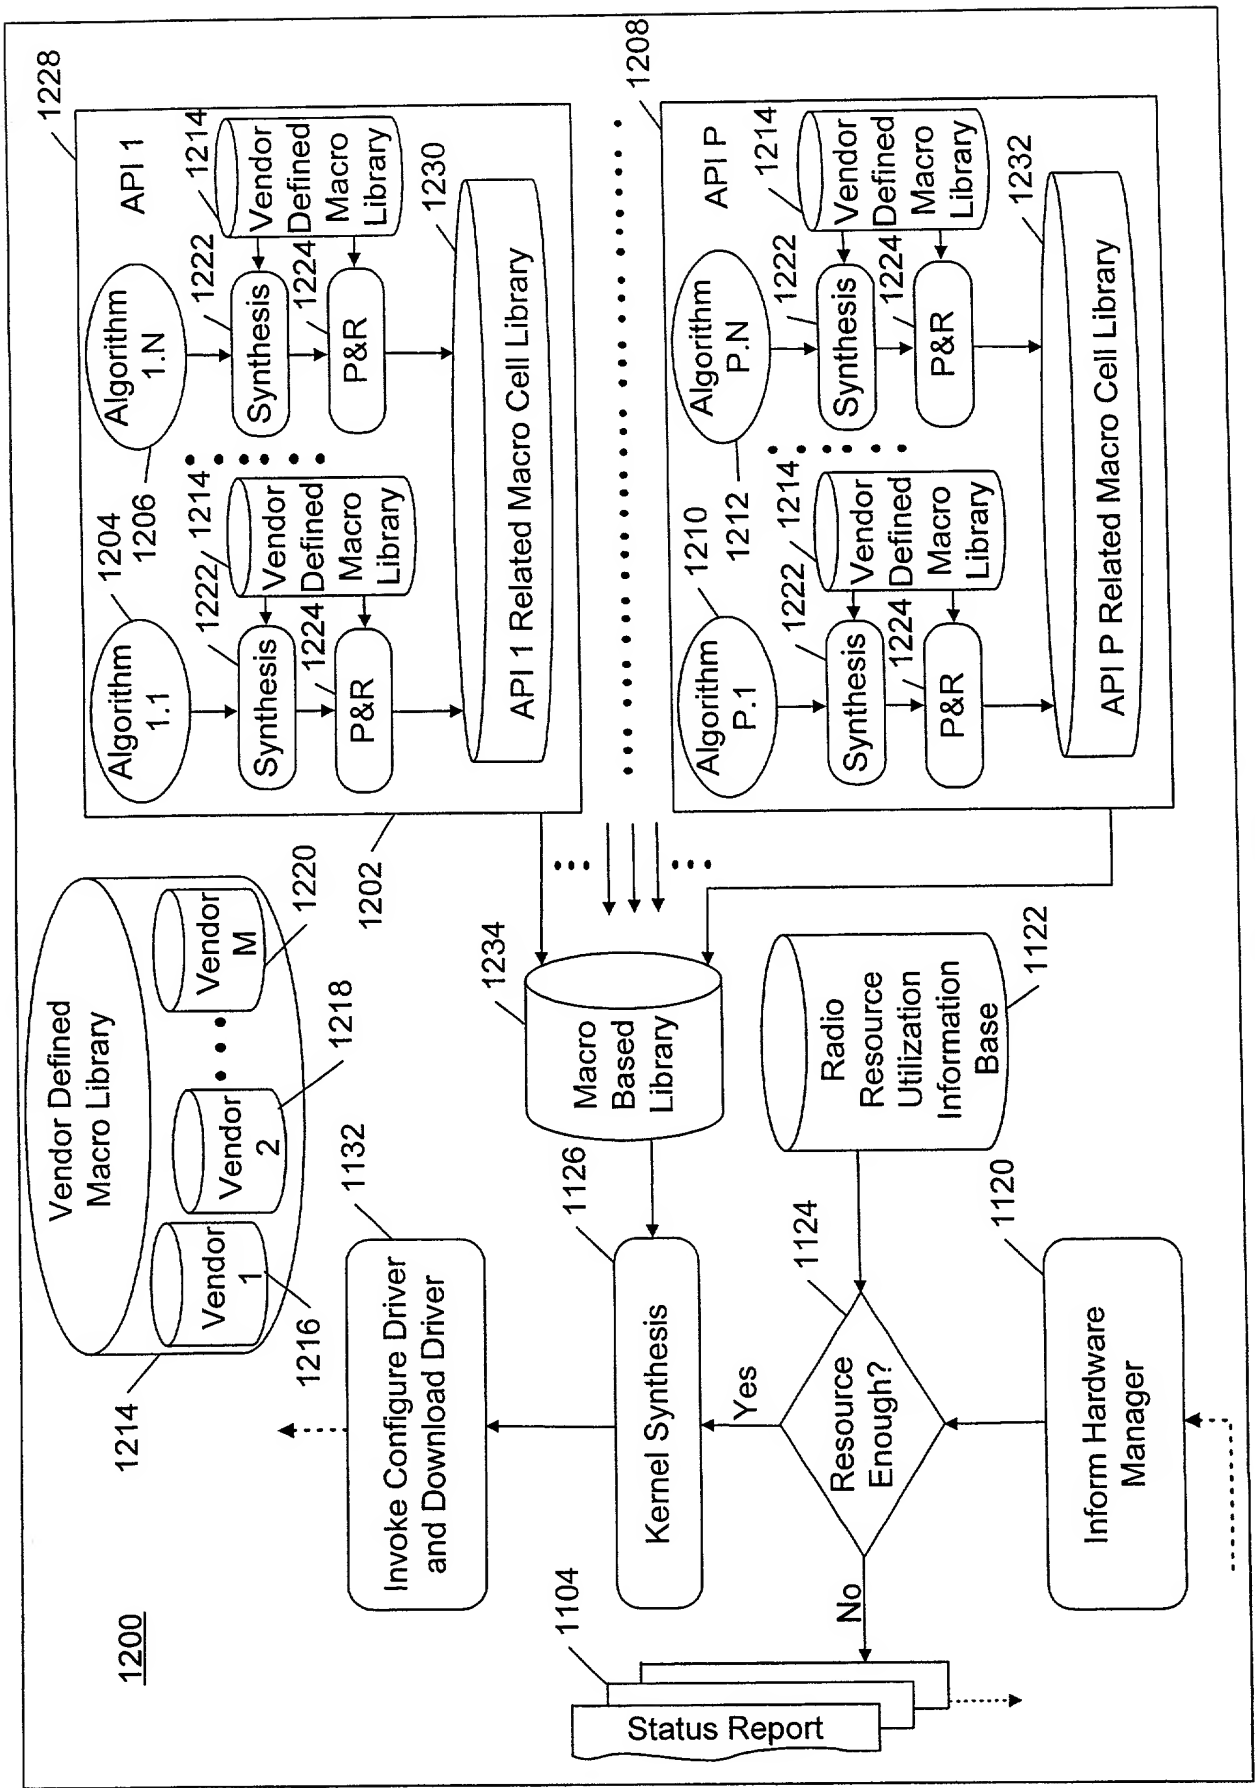 1200
1214
Vendor Defined
Macro Library
Vendor
1
Vendor
2
Vendor
M
1216
1218
1220
1202
1204
1206
1228
API 1
Algorithm
1.1
Algorithm
1.N
1222
1214
1222
1214
Synthesis
Vendor
Defined
Macro
Library
Synthesis
Vendor
Defined
Macro
Library
1224
1224
P&R
P&R
1230
API 1 Related Macro Cell Library
1132
Invoke Configure Driver
and Download Driver
1126
Kernel Synthesis
1234
Macro
Based
Library
1208
API P
1210
1212
Algorithm
P.1
Algorithm
P.N
1222
1214
1222
1214
Synthesis
Vendor
Defined
Macro
Library
Synthesis
Vendor
Defined
Macro
Library
1224
1224
P&R
P&R
1232
API P Related Macro Cell Library
1104
Status Report
No
Yes
Resource
Enough?
1124
Radio
Resource
Utilization
Information
Base
1122
1120
Inform Hardware
Manager